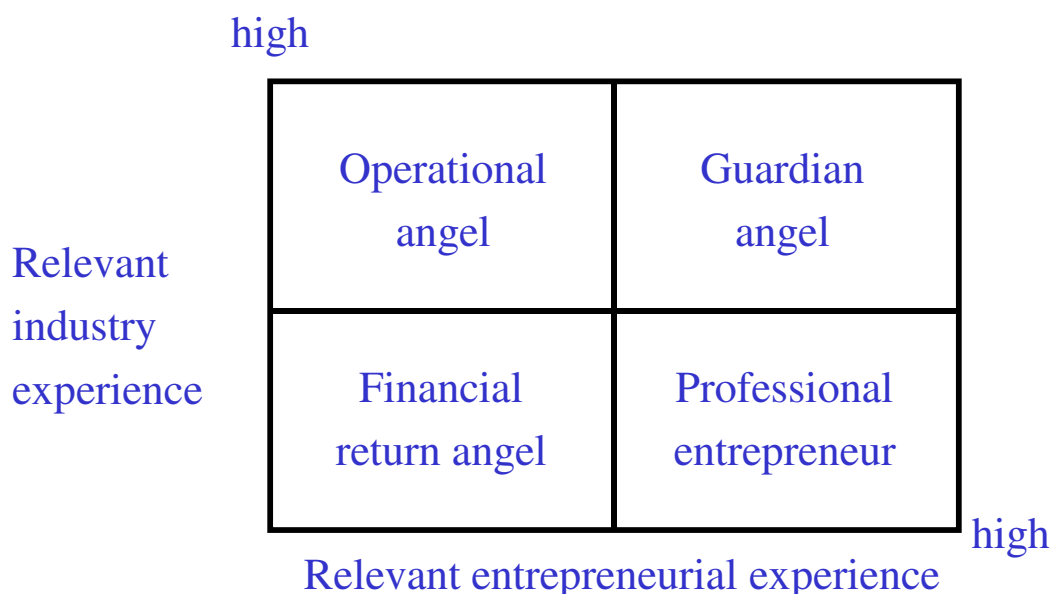 high
Operational
angel
Guardian
angel
Relevant
industry
experience
Financial
return angel
Professional
entrepreneur
high
Relevant entrepreneurial experience